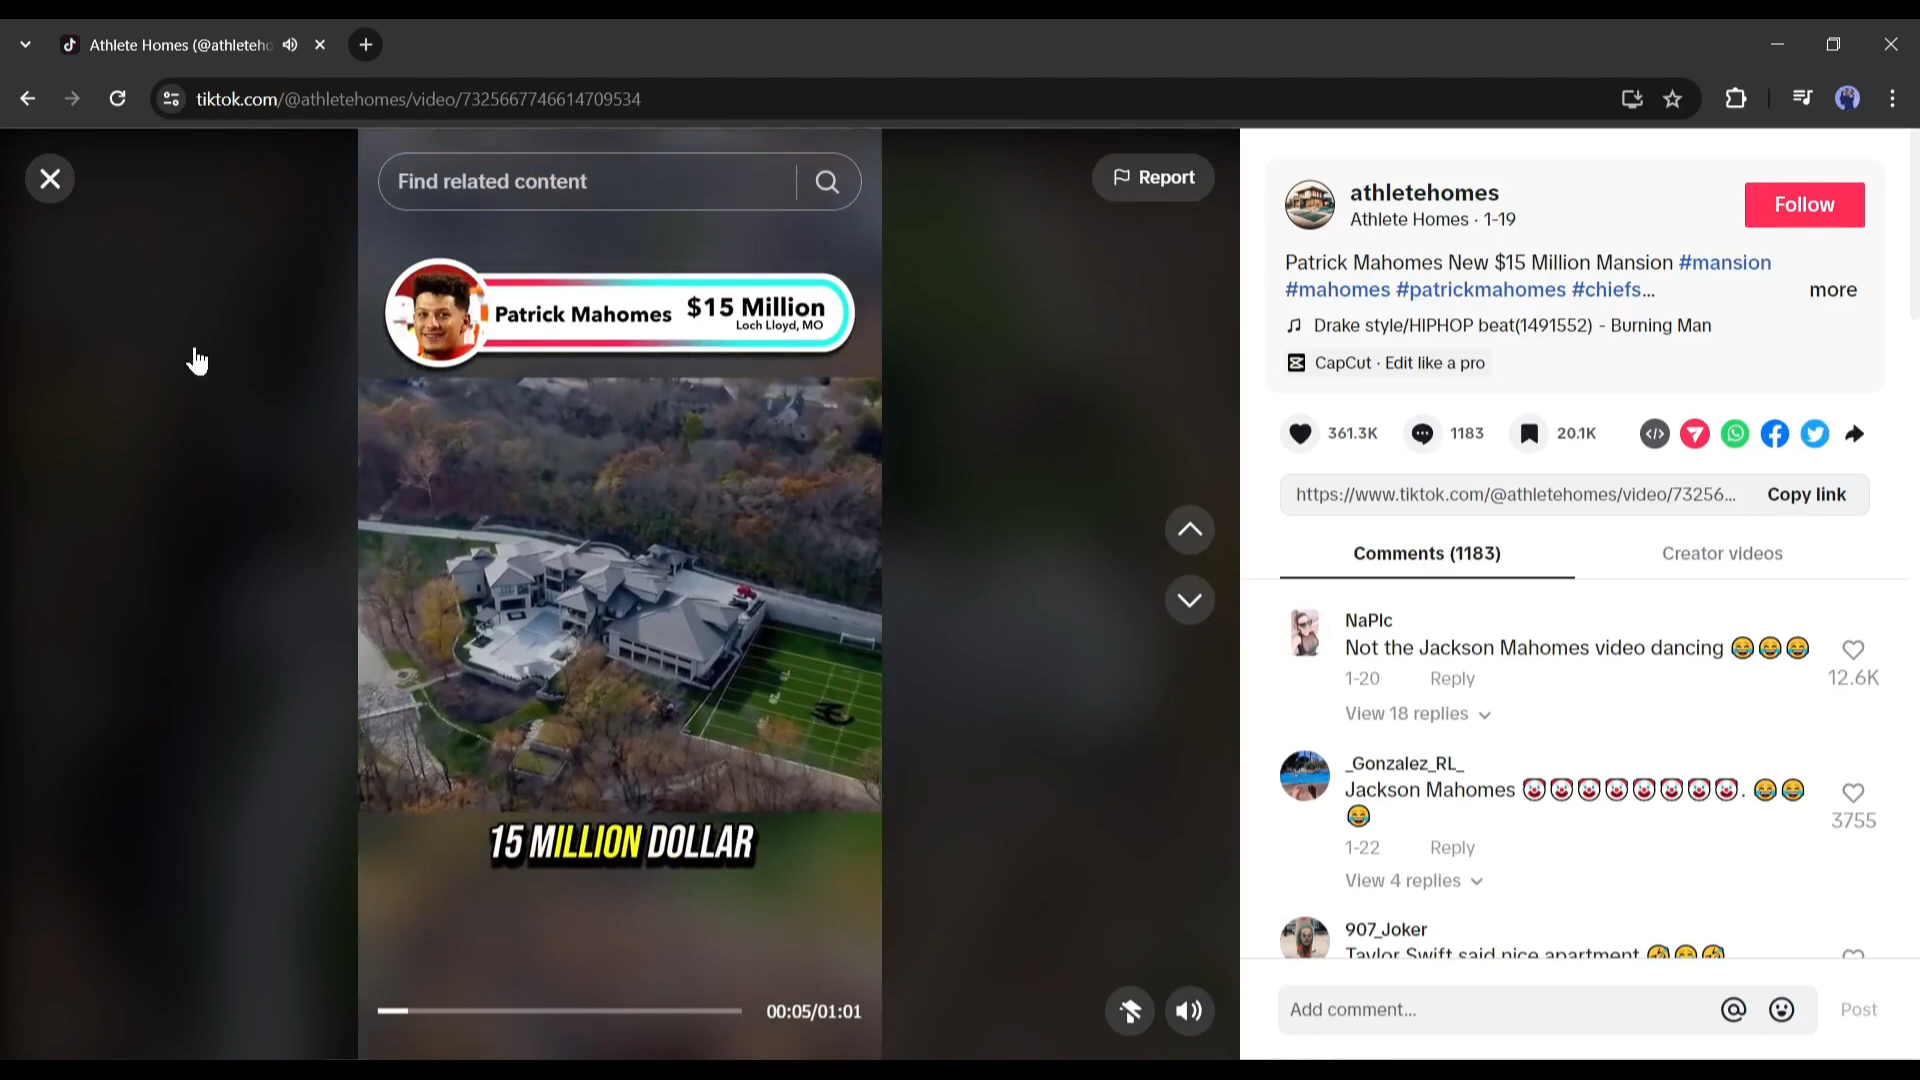 Athlete Homes (@athleteho
tiktok.com/@athletehomes/video/7325667746614709534
Find related content
Report
Patrick Mahomes $15 Million
Loch Lloyd, MO
15 MILLION DOLLAR
00:05/01:01
athletehomes
Athlete Homes · 1-19
Follow
Patrick Mahomes New $15 Million Mansion #mansion
#mahomes #patrickmahomes #chiefs...
more
Drake style/HIPHOP beat(1491552) - Burning Man
CapCut · Edit like a pro
361.3K
1183
20.1K
https://www.tiktok.com/@athletehomes/video/73256...
Copy link
Comments (1183)
Creator videos
NaPlc
Not the Jackson Mahomes video dancing 😂😂😂
12.6K
1-20 Reply
View 18 replies
_Gonzalez_RL_
Jackson Mahomes 🤡🤡🤡🤡🤡🤡🤡🤡. 😂😂
😂
3755
1-22 Reply
View 4 replies
907_Joker
Taylor Swift said nice apartment 🤣😂🤣
Add comment...
Post